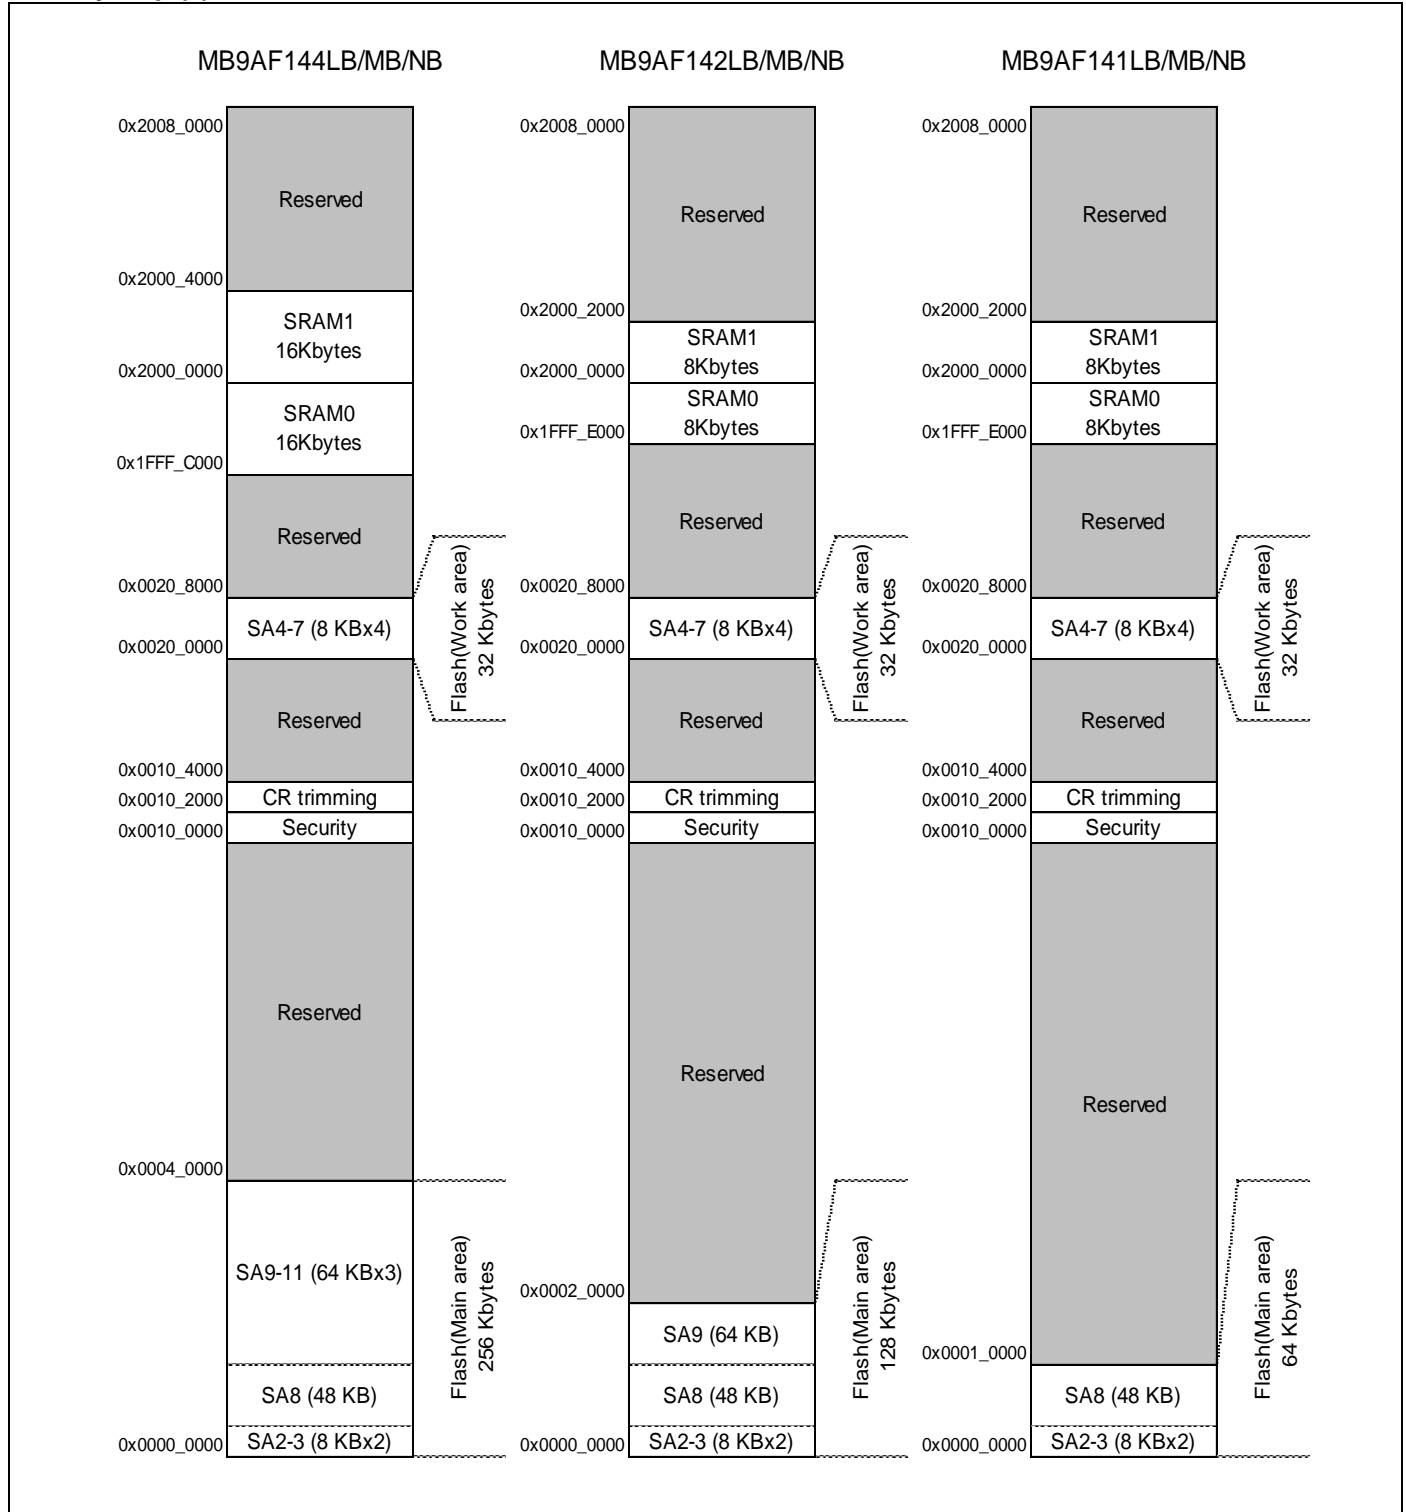 MB9AF144LB/MB/NB
0x2008_0000
Reserved
0x2000_4000
SRAM1
16Kbytes
0x2000_0000
SRAM0
16Kbytes
0x1FFF_C000
Reserved
0x0020_8000
SA4-7 (8 KBx4)
0x0020_0000
Flash(Work area)
32 Kbytes
Reserved
0x0010_4000
CR trimming
0x0010_2000
Security
0x0010_0000
Reserved
0x0004_0000
SA9-11 (64 KBx3)
Flash(Main area)
256 Kbytes
SA8 (48 KB)
SA2-3 (8 KBx2)
0x0000_0000
MB9AF142LB/MB/NB
0x2008_0000
Reserved
0x2000_2000
SRAM1
8Kbytes
0x2000_0000
SRAM0
8Kbytes
0x1FFF_E000
Reserved
0x0020_8000
SA4-7 (8 KBx4)
0x0020_0000
Flash(Work area)
32 Kbytes
Reserved
0x0010_4000
CR trimming
0x0010_2000
Security
0x0010_0000
Reserved
0x0002_0000
SA9 (64 KB)
Flash(Main area)
128 Kbytes
SA8 (48 KB)
SA2-3 (8 KBx2)
0x0000_0000
MB9AF141LB/MB/NB
0x2008_0000
Reserved
0x2000_2000
SRAM1
8Kbytes
0x2000_0000
SRAM0
8Kbytes
0x1FFF_E000
Reserved
0x0020_8000
SA4-7 (8 KBx4)
0x0020_0000
Flash(Work area)
32 Kbytes
Reserved
0x0010_4000
CR trimming
0x0010_2000
Security
0x0010_0000
Reserved
0x0001_0000
Flash(Main area)
64 Kbytes
SA8 (48 KB)
SA2-3 (8 KBx2)
0x0000_0000